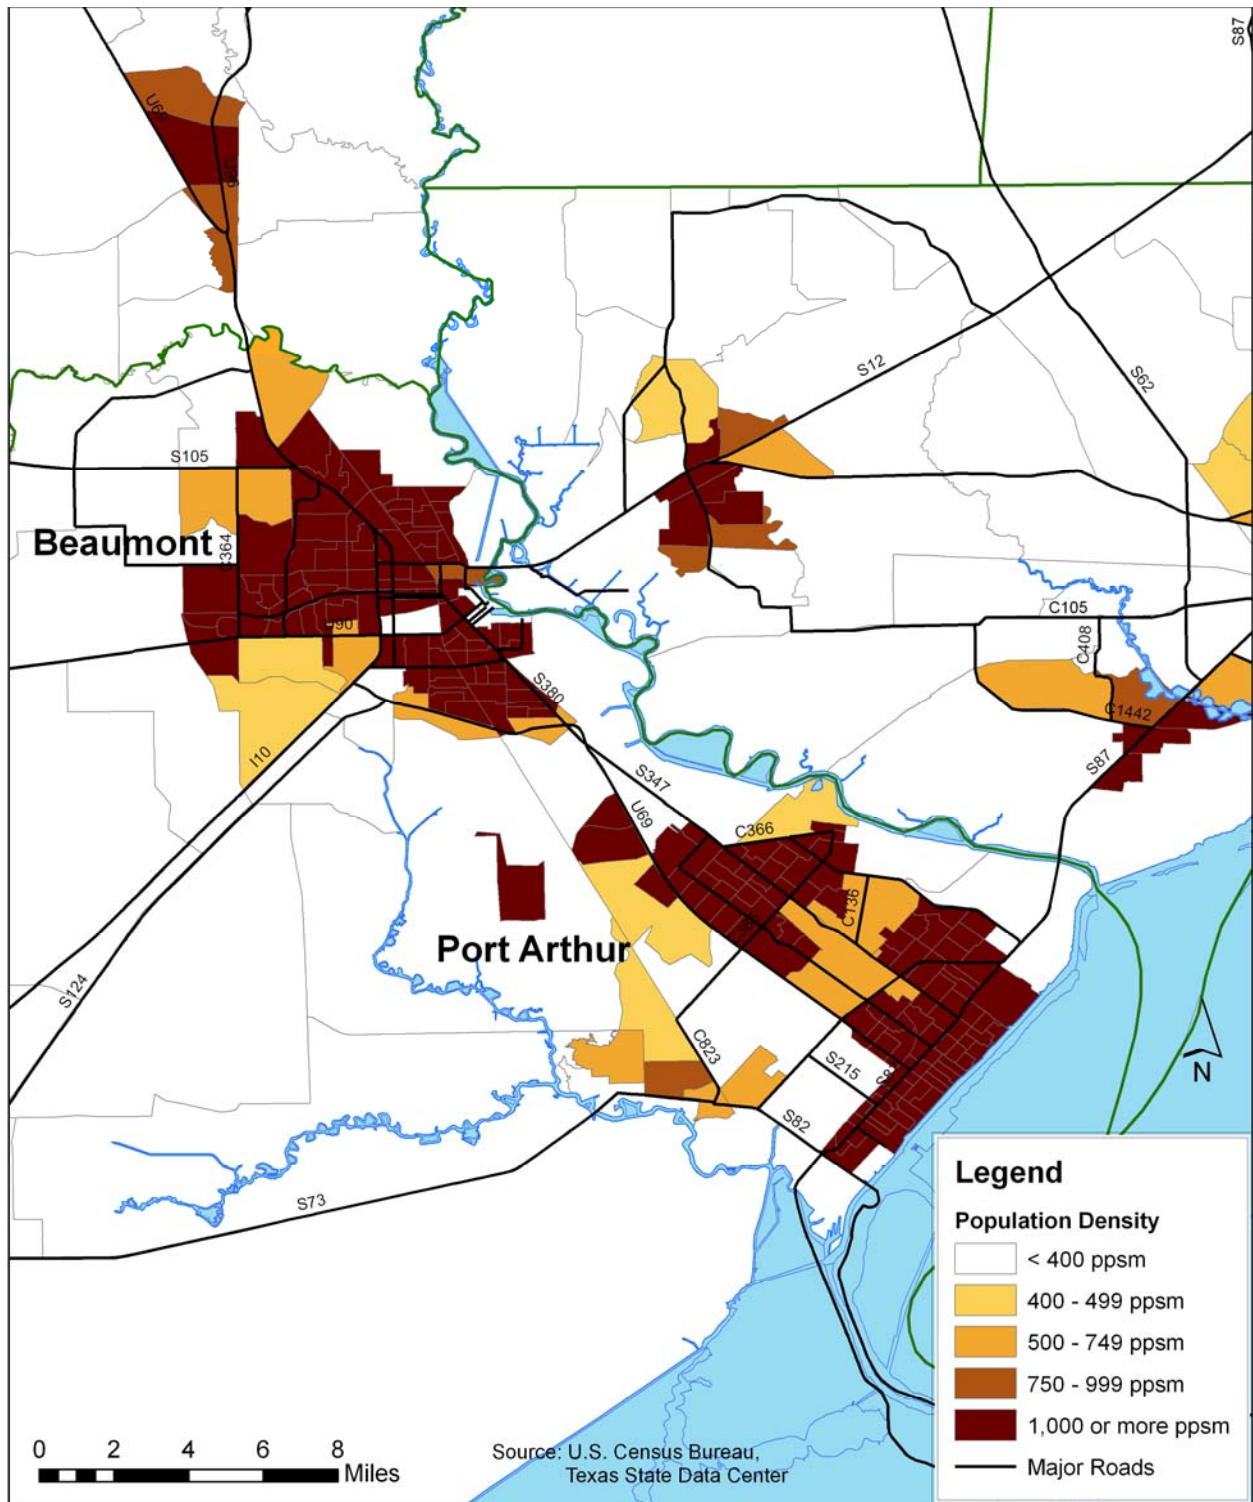 S87
U69
U96
S12
S62
S105
Beaumont
C364
C105
C408
U90
S380
C1442
I10
S87
S347
U69
C366
C136
Port Arthur
S124
C823
S215
S82
N
S73
Legend
Population Density
< 400 ppsm
400 - 499 ppsm
500 - 749 ppsm
750 - 999 ppsm
1,000 or more ppsm
Major Roads
0 2 4 6 8
Miles
Source: U.S. Census Bureau,
Texas State Data Center